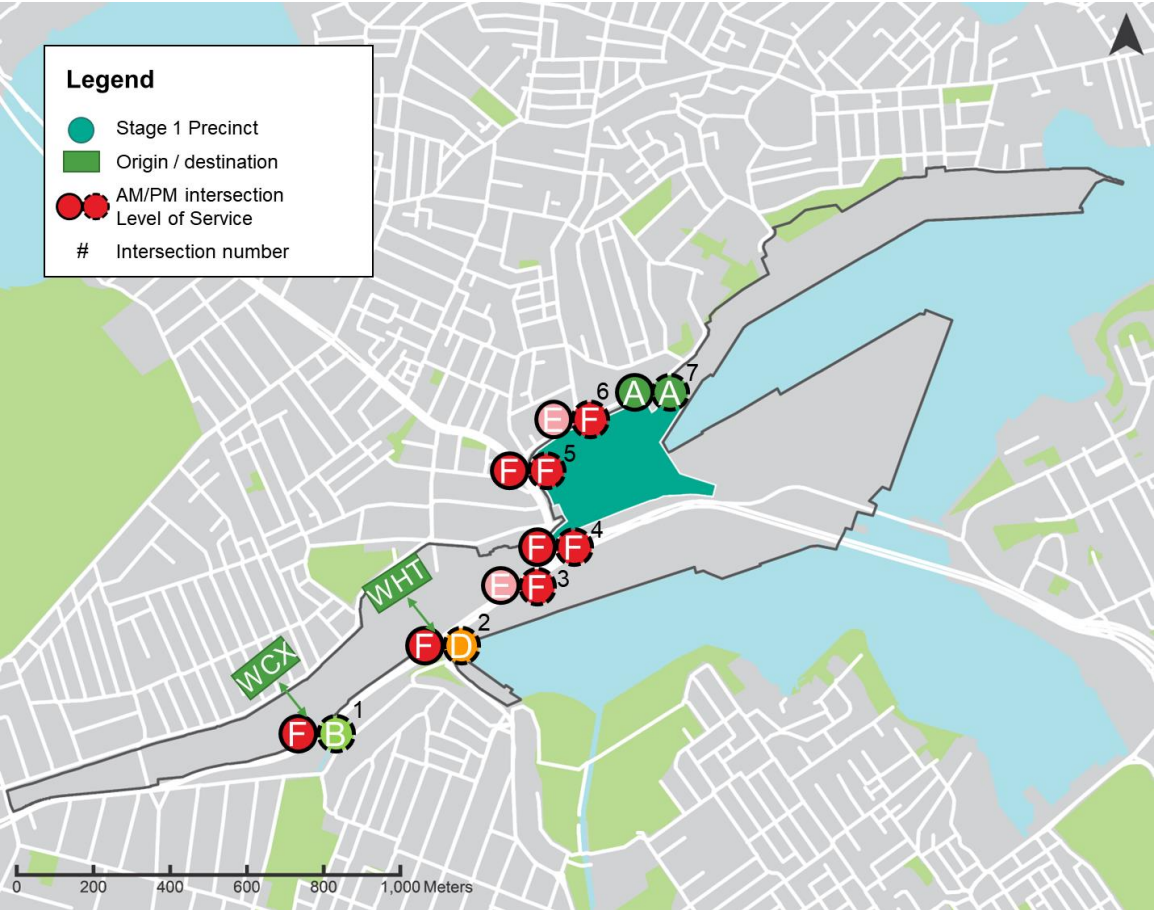 Legend
Stage 1 Precinct
Origin / destination
AM/PM intersection
Level of Service
# Intersection number
7
A A
6
E F
5
F F
4
F F
WHT
3
E F
2
F D
WCX
1
F B
0 200 400 600 800 1,000 Meters